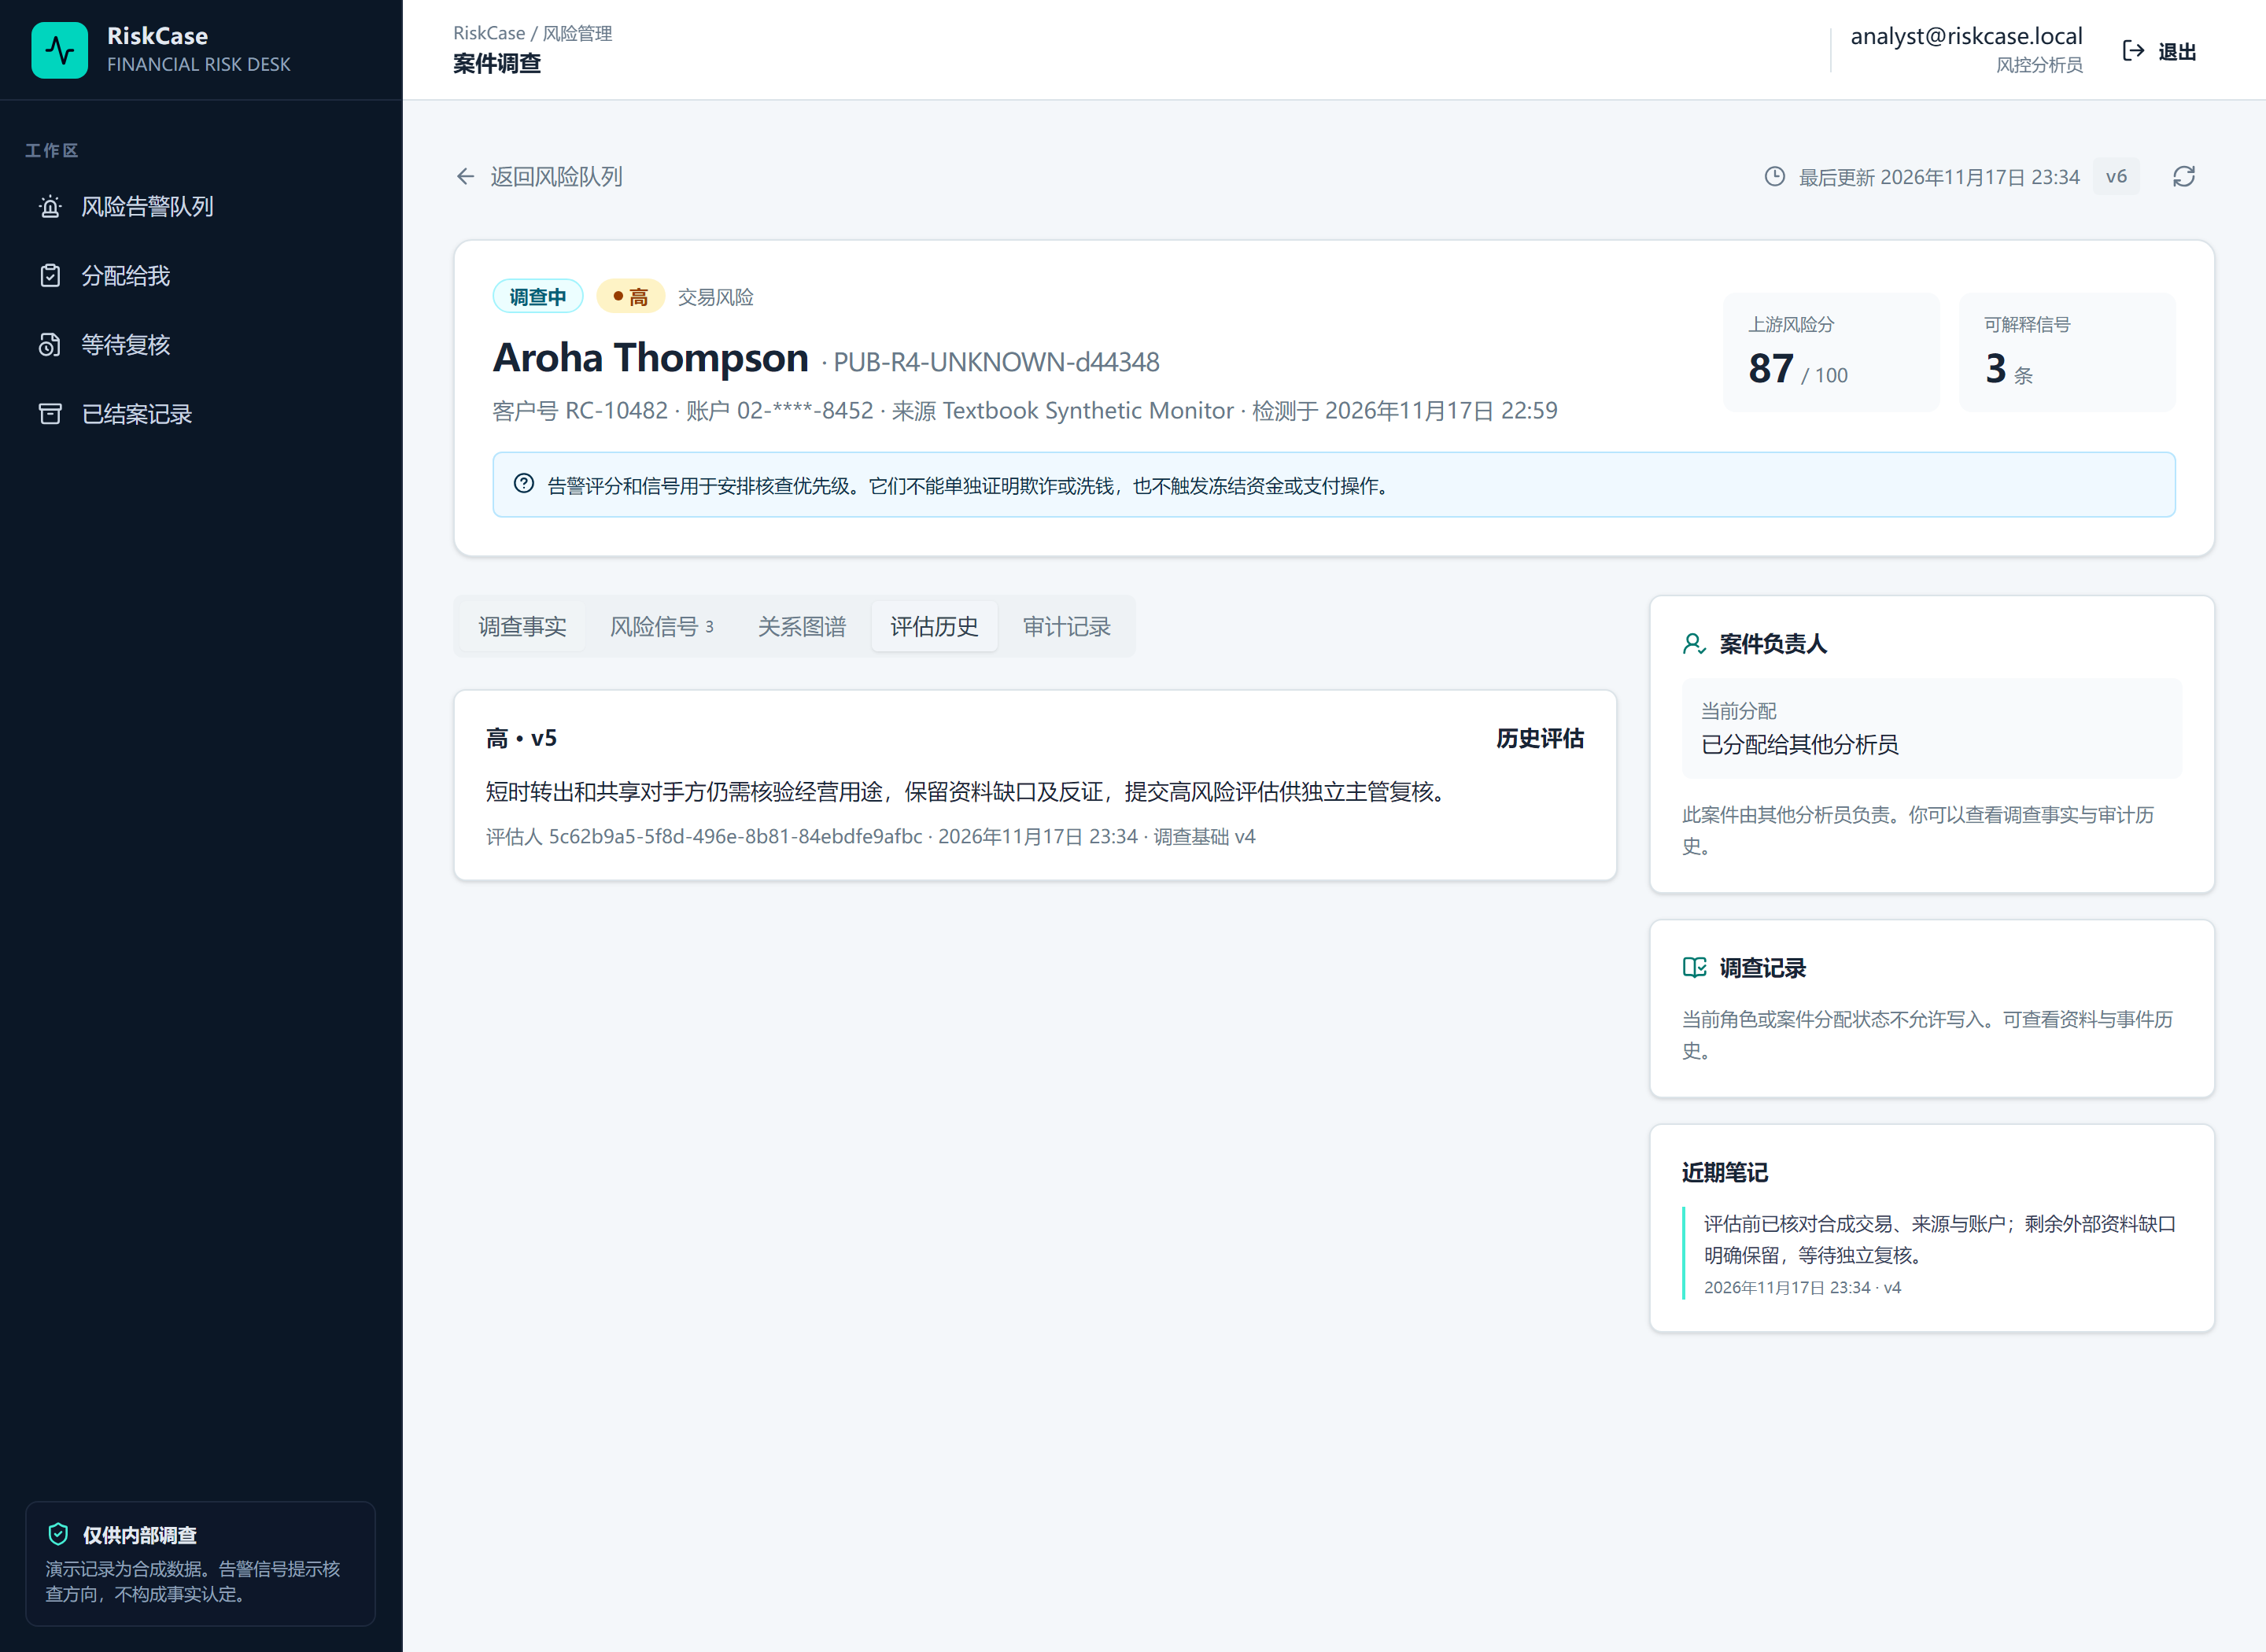 RiskCase
FINANCIAL RISK DESK
工作区
风险告警队列
分配给我
等待复核
已结案记录
仅供内部调查
演示记录为合成数据。告警信号提示核
查方向，不构成事实认定。
RiskCase / 风险管理
案件调查
analyst@riskcase.local
风控分析员
退出
返回风险队列
最后更新 2026年11月17日 23:34
v6
调查中
高
交易风险
Aroha Thompson · PUB-R4-UNKNOWN-d44348
客户号 RC-10482 · 账户 02-****-8452 · 来源 Textbook Synthetic Monitor · 检测于 2026年11月17日 22:59
上游风险分
87 / 100
可解释信号
3 条
告警评分和信号用于安排核查优先级。它们不能单独证明欺诈或洗钱，也不触发冻结资金或支付操作。
调查事实
风险信号 3
关系图谱
评估历史
审计记录
高 • v5
历史评估
短时转出和共享对手方仍需核验经营用途，保留资料缺口及反证，提交高风险评估供独立主管复核。
评估人 5c62b9a5-5f8d-496e-8b81-84ebdfe9afbc · 2026年11月17日 23:34 · 调查基础 v4
案件负责人
当前分配
已分配给其他分析员
此案件由其他分析员负责。你可以查看调查事实与审计历
史。
调查记录
当前角色或案件分配状态不允许写入。可查看资料与事件历
史。
近期笔记
评估前已核对合成交易、来源与账户；剩余外部资料缺口
明确保留，等待独立复核。
2026年11月17日 23:34 · v4